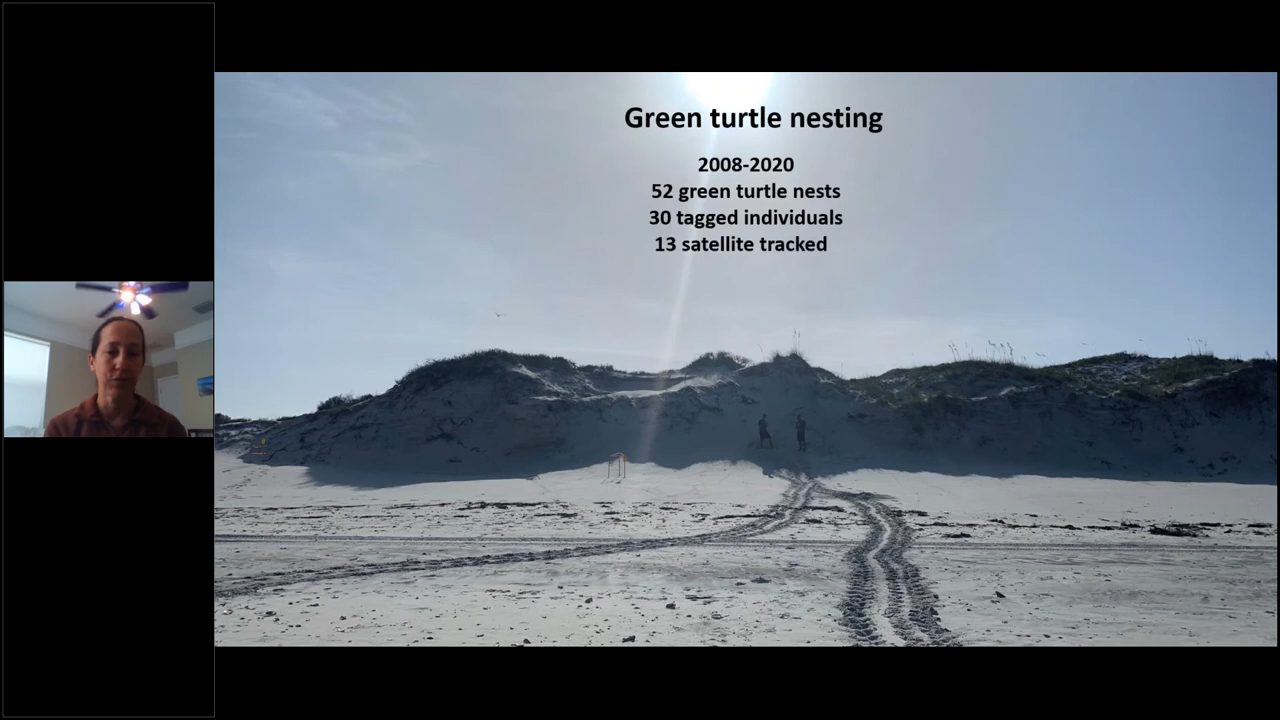 Green turtle nesting
2008-2020
52 green turtle nests
30 tagged individuals
13 satellite tracked